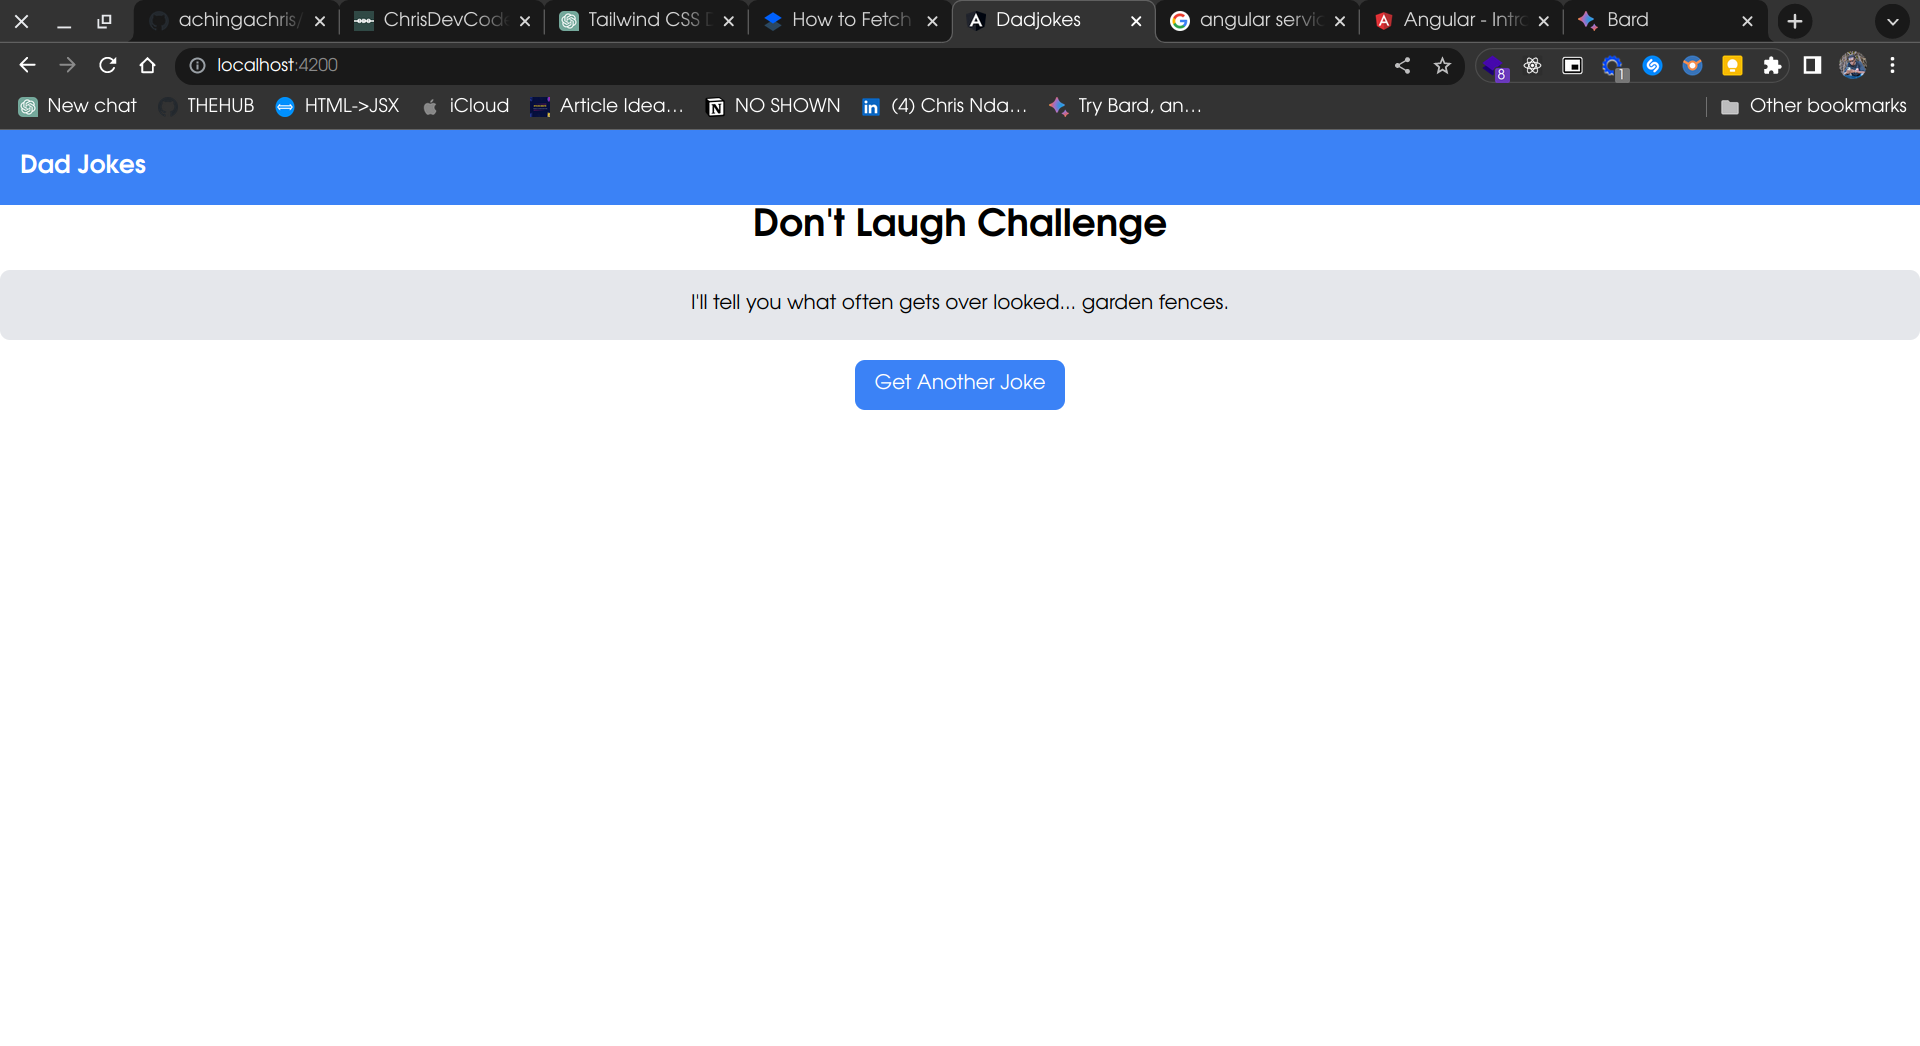 achingachris/ ChrisDevCode Tailwind CSS How to Fetch Dadjokes angular servic Angular - Intro Bard
localhost:4200 8 1
New chat THEHUB HTML->JSX iCloud Article Idea... NO SHOWN (4) Chris Nda... Try Bard, an... Other bookmarks
Dad Jokes
Don't Laugh Challenge
I'll tell you what often gets over looked... garden fences.
Get Another Joke